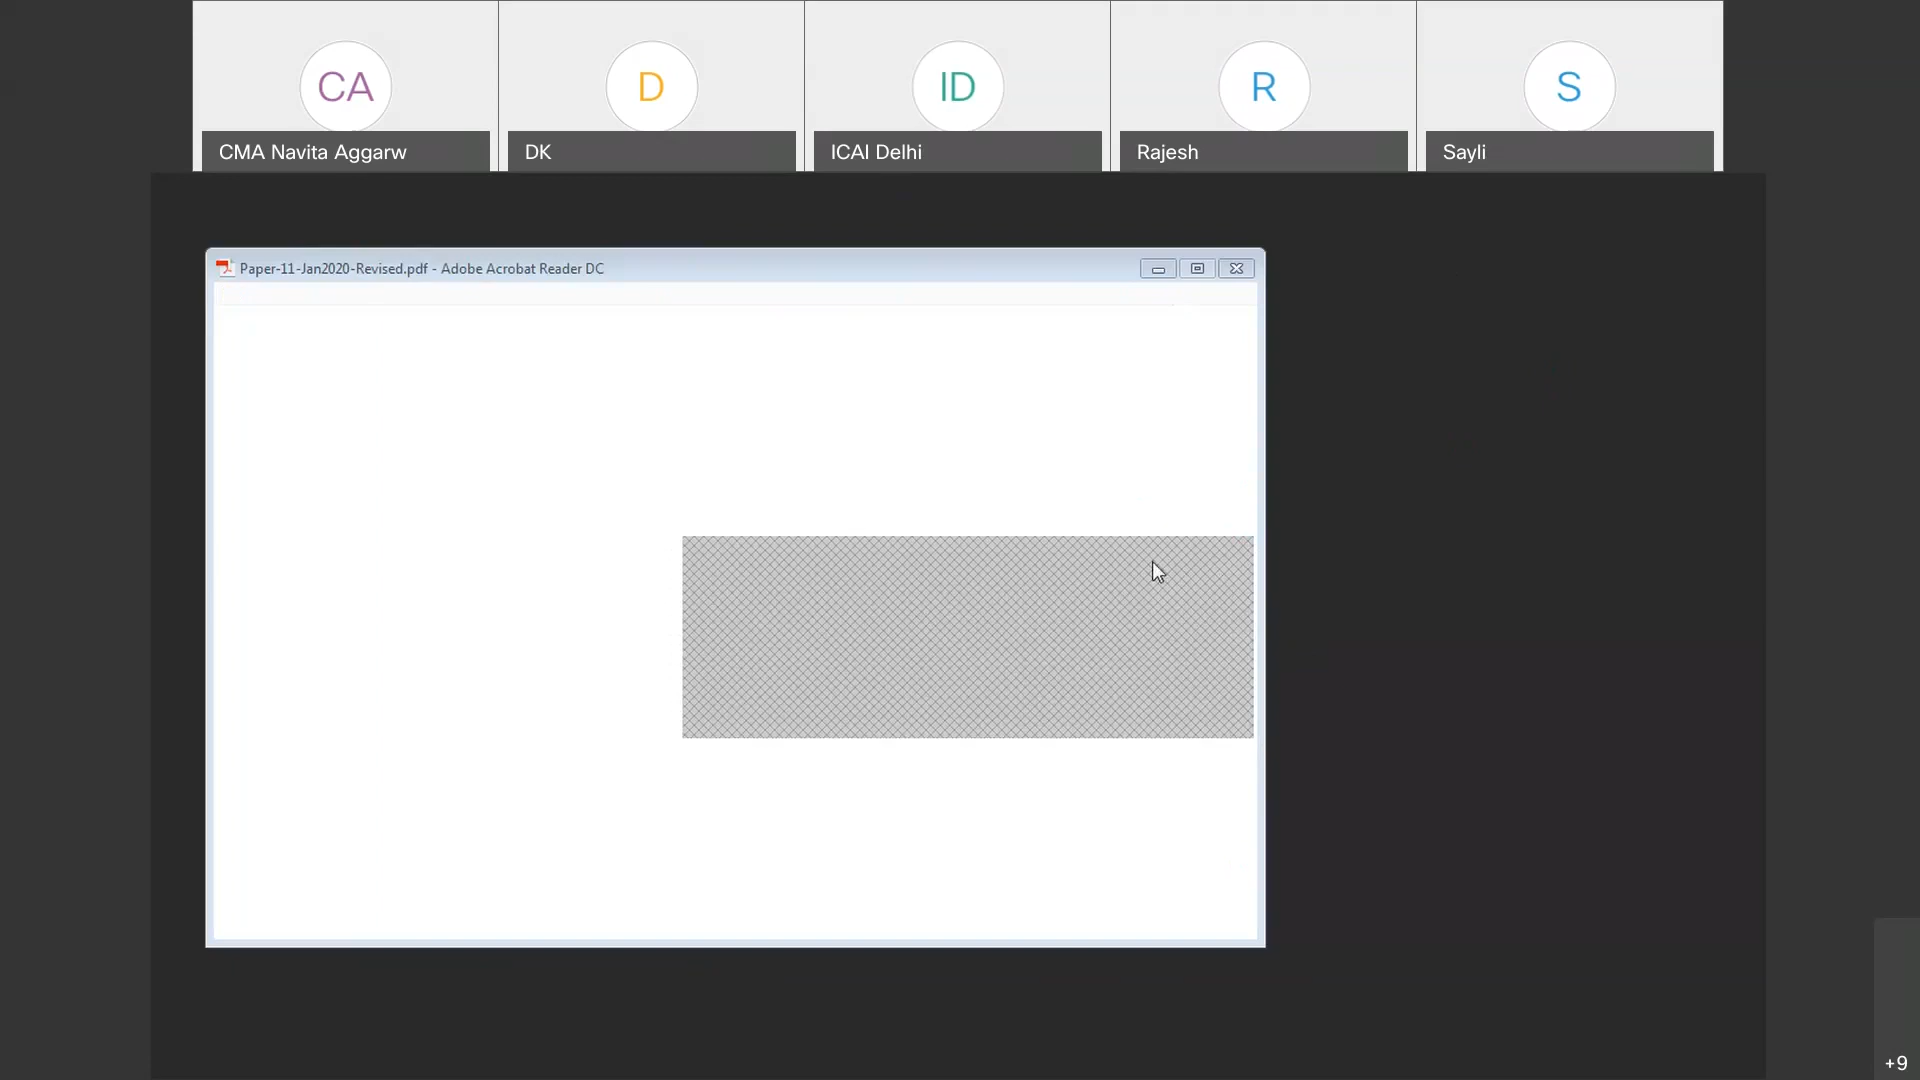 CA
D
ID
R
S
CMA Navita Aggarw
DK
ICAI Delhi
Rajesh
Sayli
Paper-11-Jan2020-Revised.pdf - Adobe Acrobat Reader DC
+9